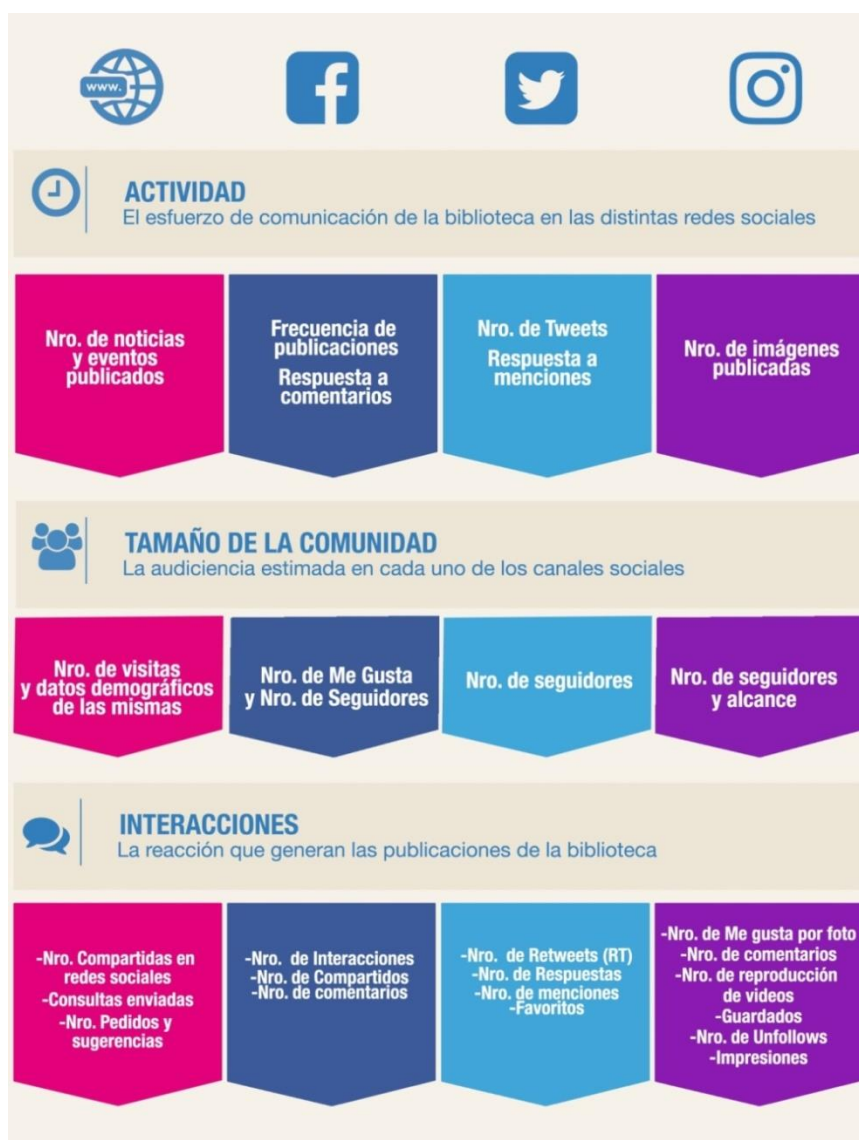 www.
ACTIVIDAD
El esfuerzo de comunicación de la biblioteca en las distintas redes sociales
Nro. de noticias
y eventos
publicados
Frecuencia de
publicaciones
Respuesta a
comentarios
Nro. de Tweets
Respuesta a
menciones
Nro. de imágenes
publicadas
TAMAÑO DE LA COMUNIDAD
La audiciencia estimada en cada uno de los canales sociales
Nro. de visitas
y datos demográficos
de las mismas
Nro. de Me Gusta
y Nro. de Seguidores
Nro. de seguidores
Nro. de seguidores
y alcance
INTERACCIONES
La reacción que generan las publicaciones de la biblioteca
-Nro. Compartidas en
redes sociales
-Consultas enviadas
-Nro. Pedidos y
sugerencias
-Nro. de Interacciones
-Nro. de Compartidos
-Nro. de comentarios
-Nro. de Retweets (RT)
-Nro. de Respuestas
-Nro. de menciones
-Favoritos
-Nro. de Me gusta por foto
-Nro. de comentarios
-Nro. de reproducción
de videos
-Guardados
-Nro. de Unfollows
-Impresiones